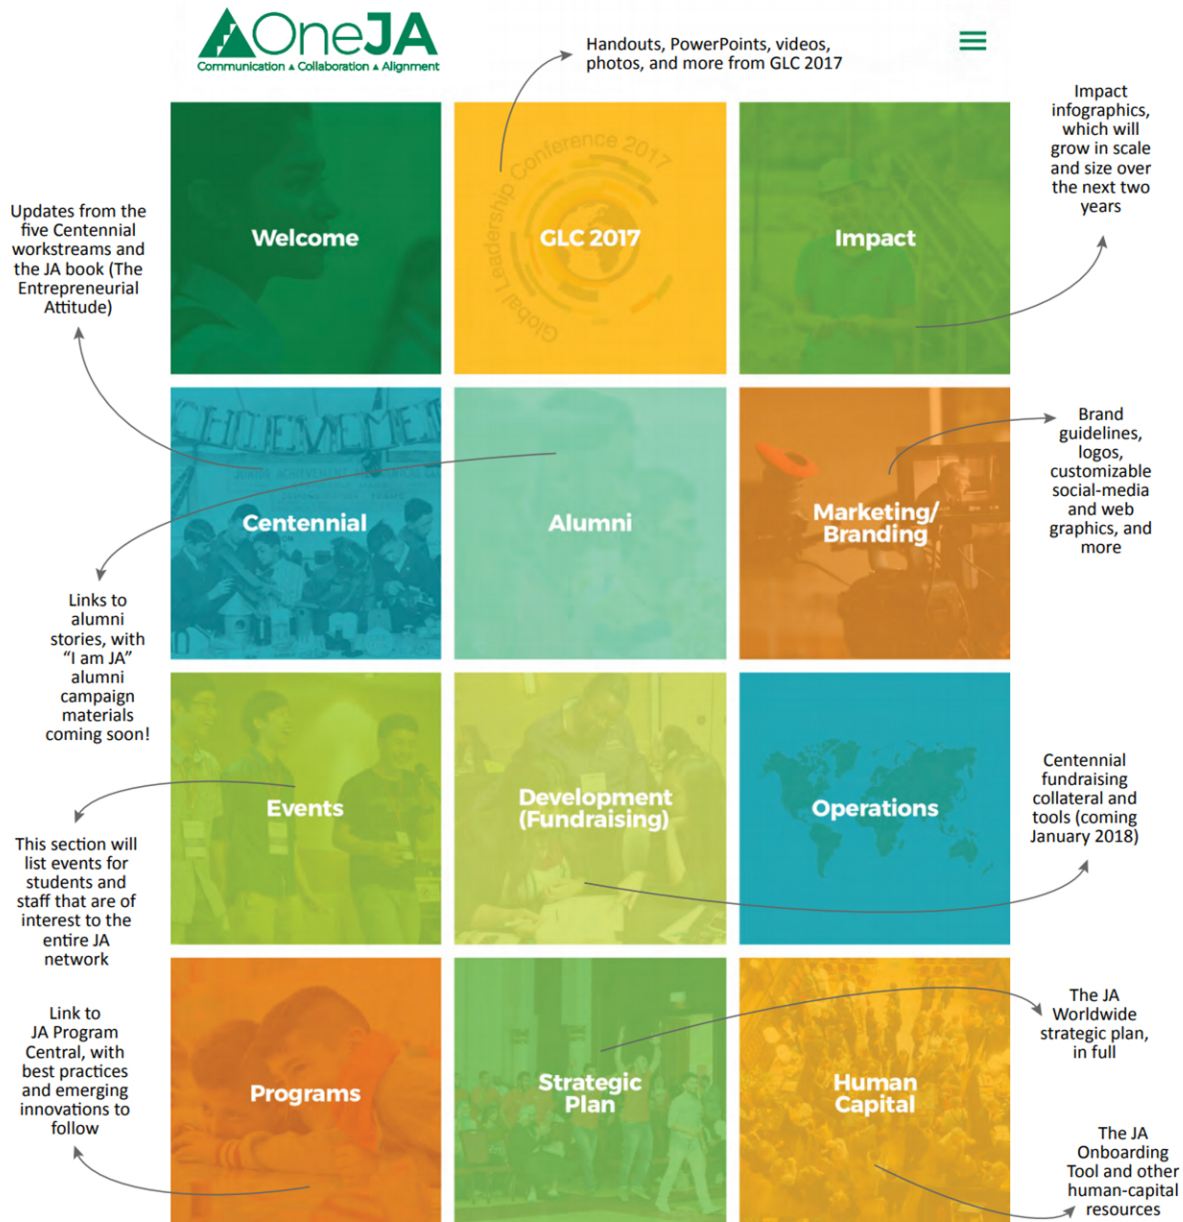 OneJA
Communication ▲ Collaboration ▲ Alignment
Handouts, PowerPoints, videos,
photos, and more from GLC 2017
Impact
infographics,
which will
grow in scale
and size over
the next two
years
Updates from the
five Centennial
workstreams and
the JA book (The
Entrepreneurial
Attitude)
Welcome
Global Leadership Conference 2017
GLC 2017
Impact
Brand
guidelines,
logos,
customizable
social-media
and web
graphics, and
more
Centennial
Alumni
Marketing/
Branding
Links to
alumni
stories, with
“I am JA”
alumni
campaign
materials
coming soon!
Events
Development
(Fundraising)
Operations
Centennial
fundraising
collateral and
tools (coming
January 2018)
This section will
list events for
students and
staff that are of
interest to the
entire JA
network
Link to
JA Program
Central, with
best practices
and emerging
innovations to
follow
Programs
Strategic
Plan
Human
Capital
The JA
Worldwide
strategic plan,
in full
The JA
Onboarding
Tool and other
human-capital
resources